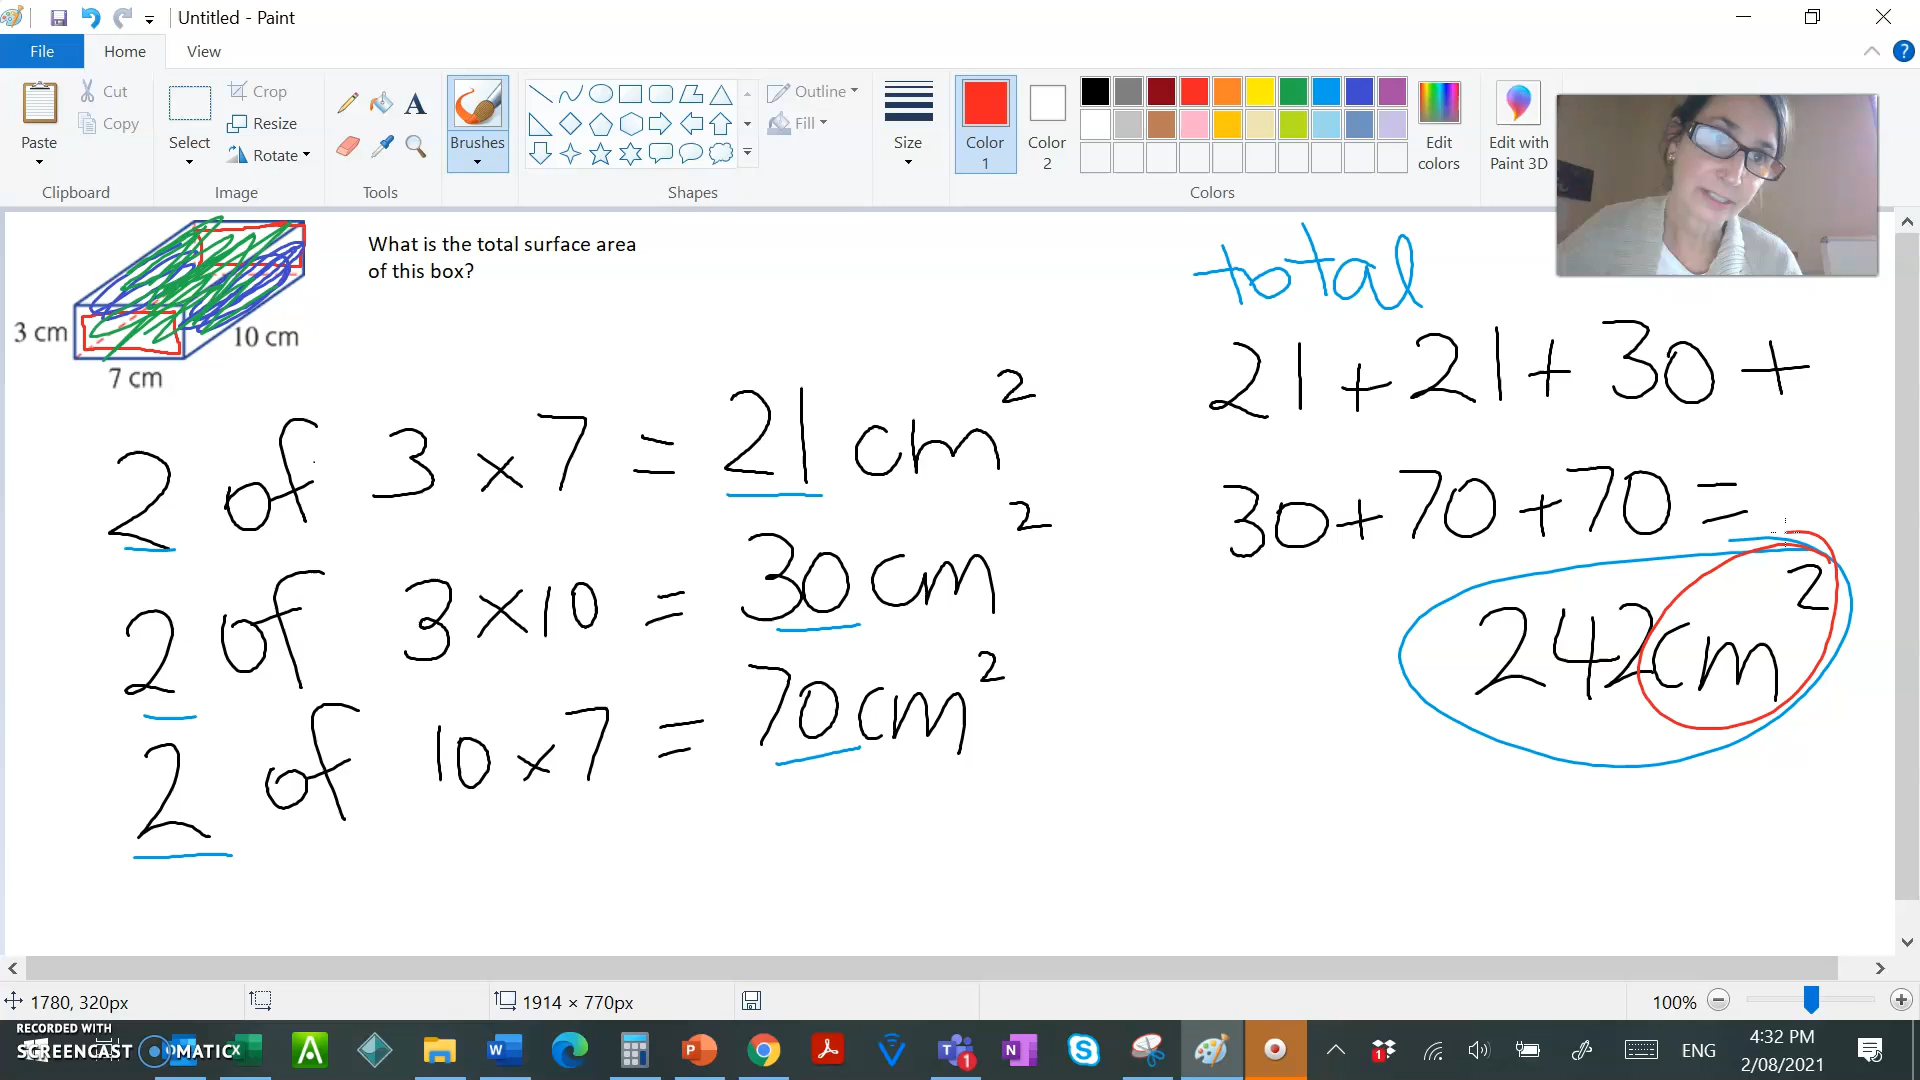 Untitled - Paint
File Home View
Paste
Cut
Copy
Clipboard
Select
Crop
Resize
Rotate
Image
A
Tools
Brushes
Shapes
Outline
Fill
Size
Color 1
Color 2
Colors
Edit colors
Edit with Paint 3D
What is the total surface area
of this box?
3 cm
10 cm
7 cm
2 of 3 × 7 = 21 cm²
2 of 3 × 10 = 30 cm²
2 of 10 × 7 = 70 cm²
total
21 + 21 + 30 +
30 + 70 + 70 =
242 cm²
1780, 320px
1914 × 770px
100%
RECORDED WITH
SCREENCAST MATIC
ENG
4:32 PM
2/08/2021